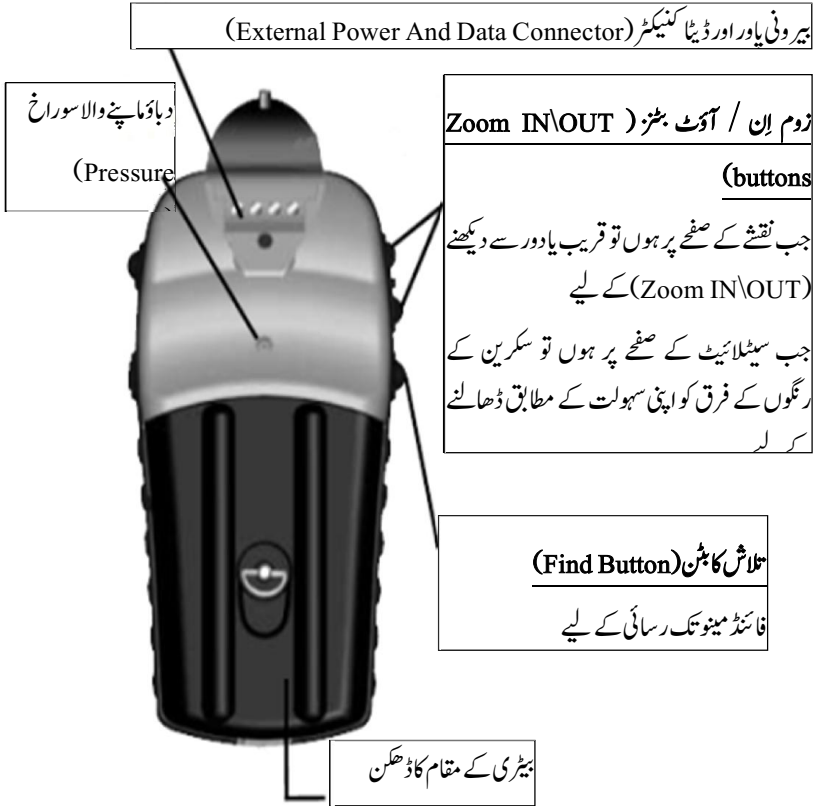 بیرونی پاور اور ڈیٹا کنیکٹر (External Power And Data Connector)
دباؤ ماپنے والا سوراخ
(Pressure
زوم اِن / آؤٹ بٹنز ( Zoom IN\OUT
buttons)
جب نقشے کے صفحے پر ہوں تو قریب یا دور سے دیکھنے
(Zoom IN\OUT) کے لیے
جب سیٹلائیٹ کے صفحے پر ہوں تو سکرین کے
رنگوں کے فرق کو اپنی سہولت کے مطابق ڈھالنے
کے لیے
تلاش کا بٹن (Find Button)
فائنڈ مینو تک رسائی کے لیے
بیٹری کے مقام کا ڈھکن